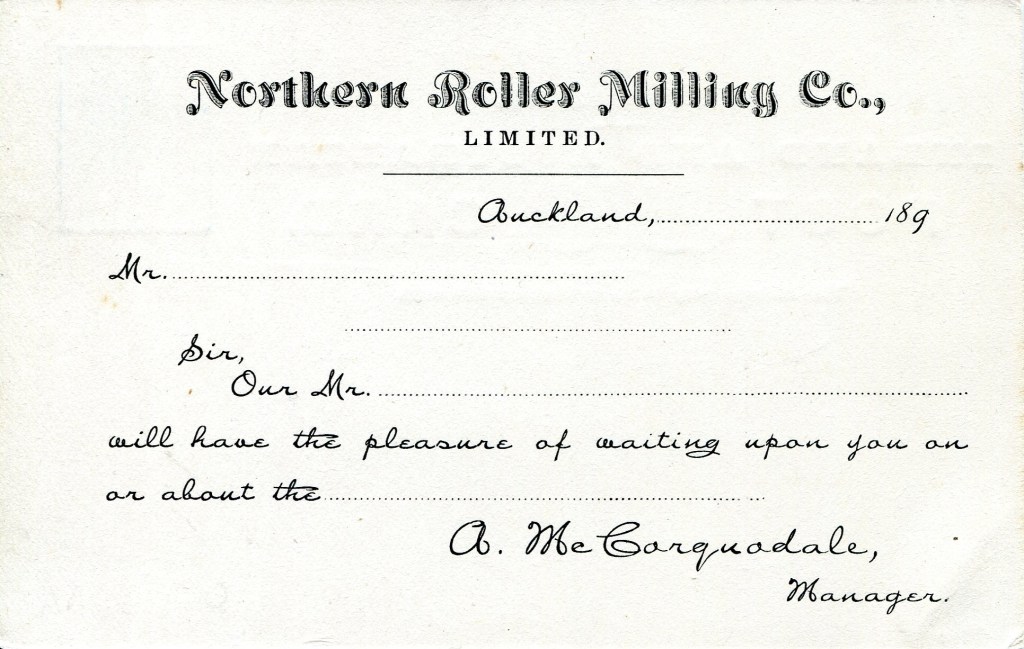 Northern Roller Milling Co.,
LIMITED.
Auckland, 189
Mr.
Sir,
Our Mr.
will have the pleasure of waiting upon you on
or about the
A. McCorquodale,
Manager.